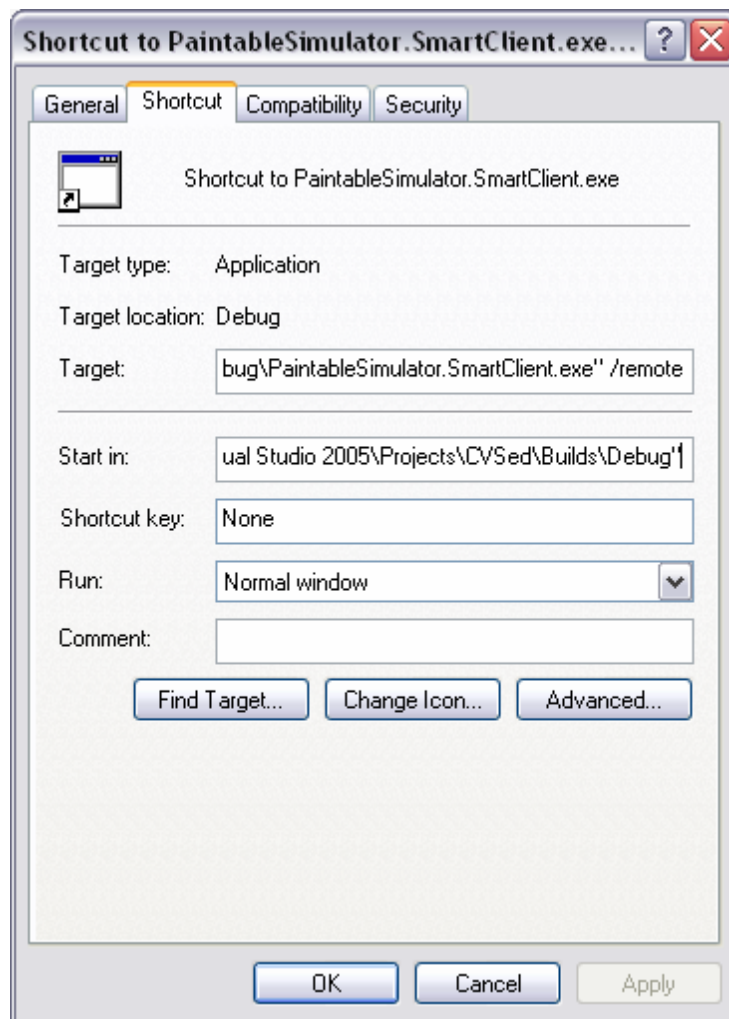 Shortcut to PaintableSimulator.SmartClient.exe...
General Shortcut Compatibility Security
Shortcut to PaintableSimulator.SmartClient.exe
Target type: Application
Target location: Debug
Target: bug\PaintableSimulator.SmartClient.exe" /remote
Start in: ual Studio 2005\Projects\CVSed\Builds\Debug"
Shortcut key: None
Run: Normal window
Comment:
Find Target... Change Icon... Advanced...
OK Cancel Apply